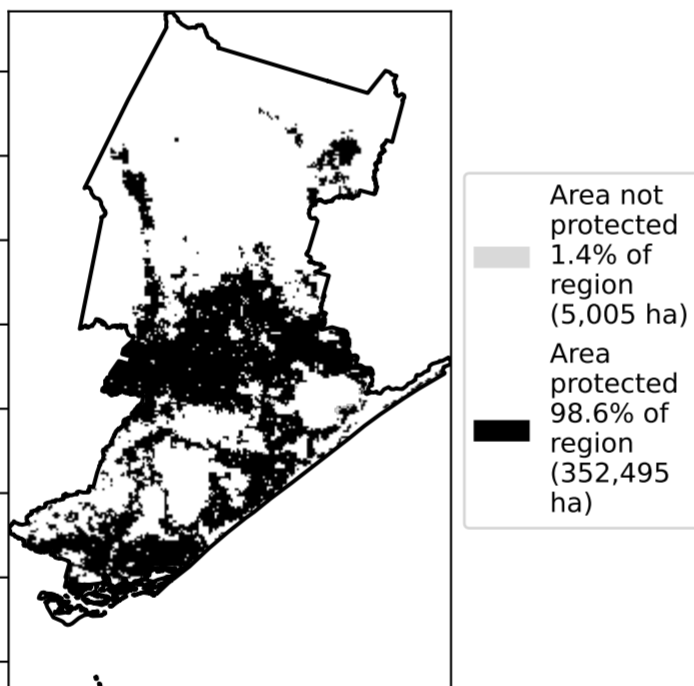 Area not
protected
1.4% of
region
(5,005 ha)
Area
protected
98.6% of
region
(352,495
ha)